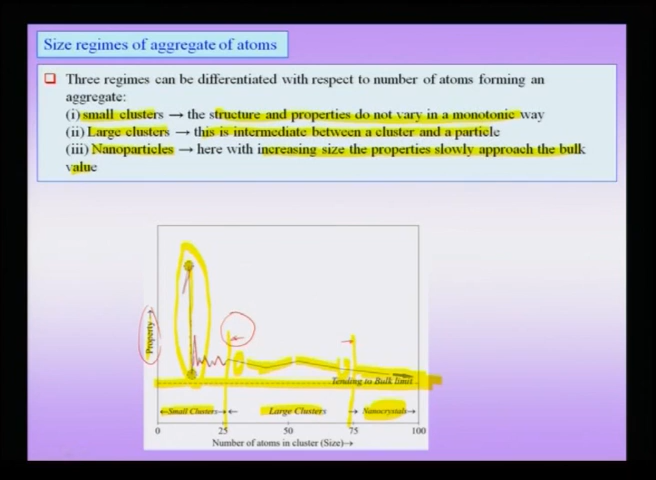 Size regimes of aggregate of atoms
Three regimes can be differentiated with respect to number of atoms forming an
aggregate:
(i) small clusters → the structure and properties do not vary in a monotonic way
(ii) Large clusters → this is intermediate between a cluster and a particle
(iii) Nanoparticles → here with increasing size the properties slowly approach the bulk
value
Property→
Tending to Bulk limit
←Small Clusters→
← Large Clusters →
Nanocrystals→
0 25 50 75 100
Number of atoms in cluster (Size)→